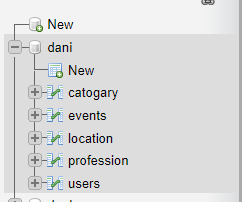 New
dani
New
catogary
events
location
profession
users